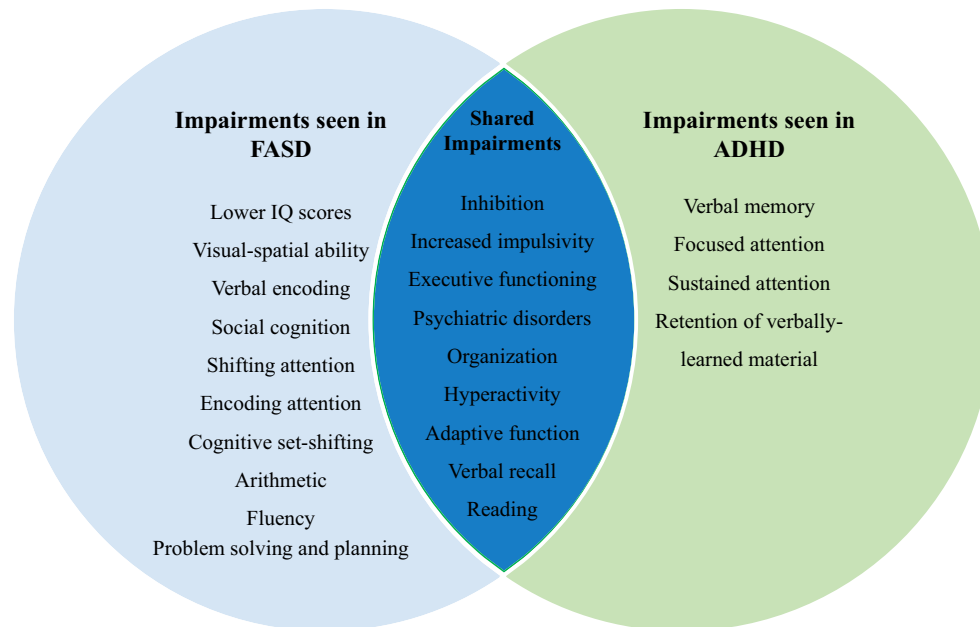 Impairments seen in
FASD
Lower IQ scores
Visual-spatial ability
Verbal encoding
Social cognition
Shifting attention
Encoding attention
Cognitive set-shifting
Arithmetic
Fluency
Problem solving and planning
Shared
Impairments
Inhibition
Increased impulsivity
Executive functioning
Psychiatric disorders
Organization
Hyperactivity
Adaptive function
Verbal recall
Reading
Impairments seen in
ADHD
Verbal memory
Focused attention
Sustained attention
Retention of verbally-
learned material